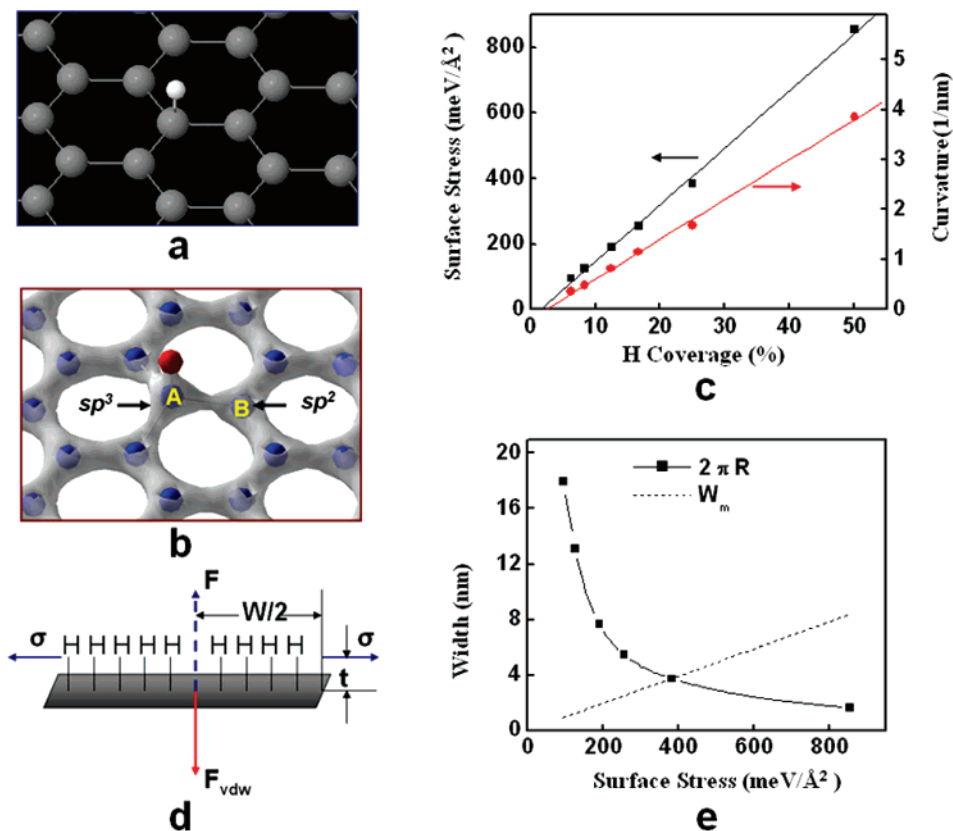 a
A
B
sp³
sp²
b
F
W/2
σ
H H H H H
H H H H
σ
t
F_vdw
d
Surface Stress (meV/Å²)
800
600
400
200
0
0
10
20
30
40
50
H Coverage (%)
5
4
3
2
1
0
Curvature(1/nm)
c
Width (nm)
20
16
12
8
4
0
2 π R
W_m
0
200
400
600
800
Surface Stress (meV/Å²)
e